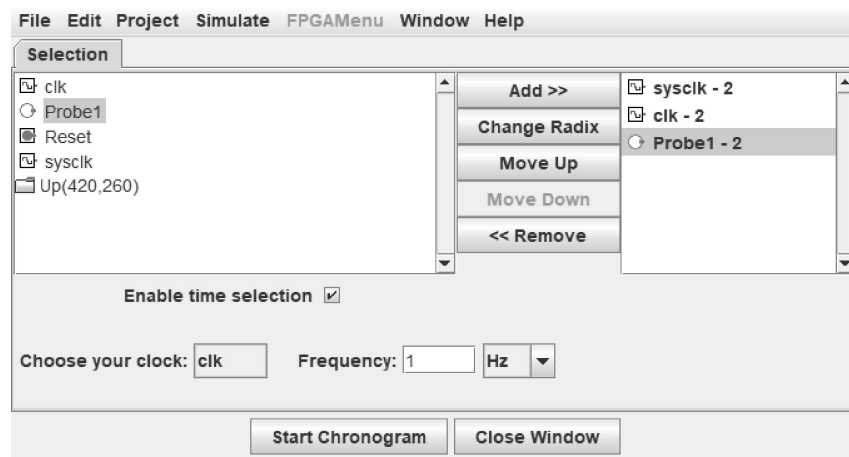 File Edit Project Simulate FPGAMenu Window Help
Selection
clk
Probe1
Reset
sysclk
Up(420,260)
Add >>
Change Radix
Move Up
Move Down
<< Remove
sysclk - 2
clk - 2
Probe1 - 2
Enable time selection
Choose your clock: clk Frequency: 1 Hz
Start Chronogram Close Window